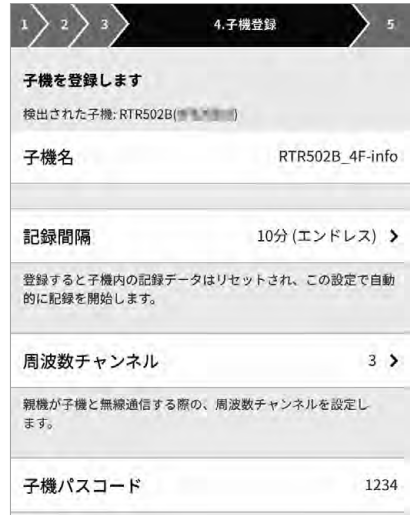 1 2 3 4.子機登録 5
子機を登録します
検出された子機: RTR502B( )
子機名 RTR502B_4F-info
記録間隔 10分 (エンドレス)
登録すると子機内の記録データはリセットされ、この設定で自動
的に記録を開始します。
周波数チャンネル 3
親機が子機と無線通信する際の、周波数チャンネルを設定し
ます。
子機パスコード 1234